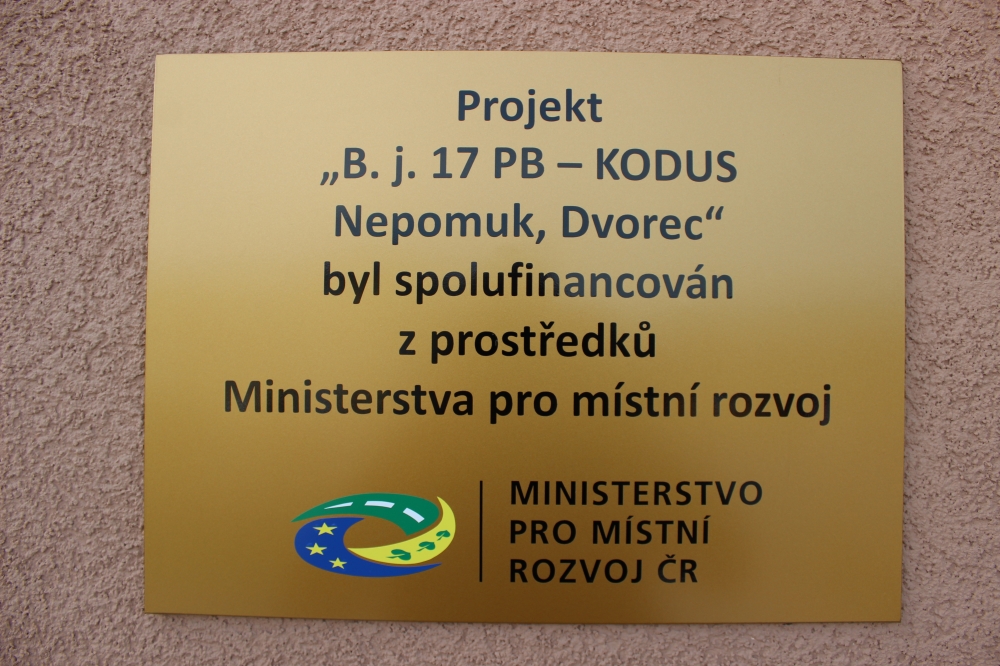 Projekt
„B. j. 17 PB – KODUS
Nepomuk, Dvorec“
byl spolufinancován
z prostředků
Ministerstva pro místní rozvoj
MINISTERSTVO
PRO MÍSTNÍ
ROZVOJ ČR